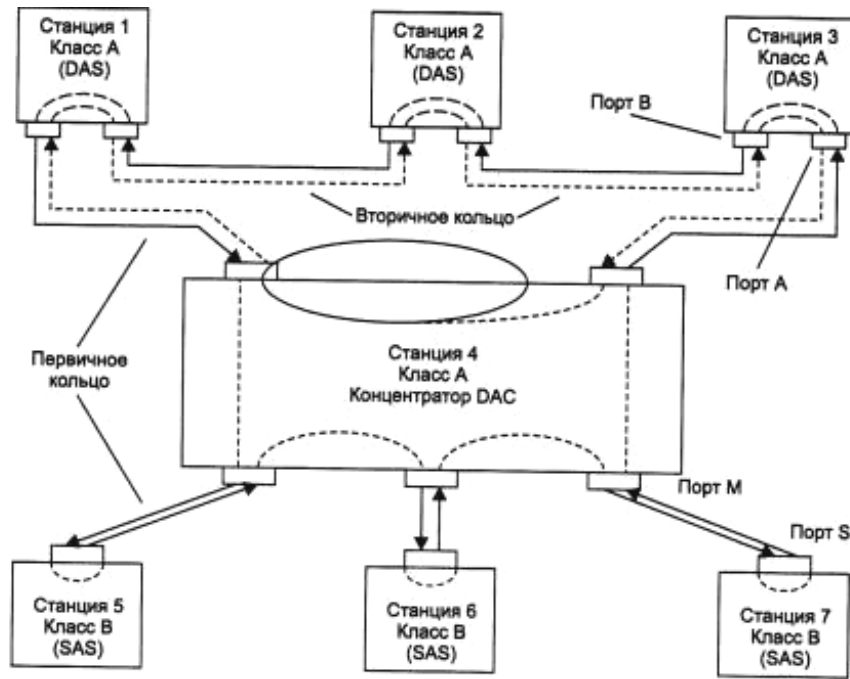 Станция 1
Класс А
(DAS)
Станция 2
Класс А
(DAS)
Станция 3
Класс А
(DAS)
Порт В
Вторичное кольцо
Порт А
Первичное
кольцо
Станция 4
Класс А
Концентратор DAC
Порт М
Порт S
Станция 5
Класс В
(SAS)
Станция 6
Класс В
(SAS)
Станция 7
Класс В
(SAS)